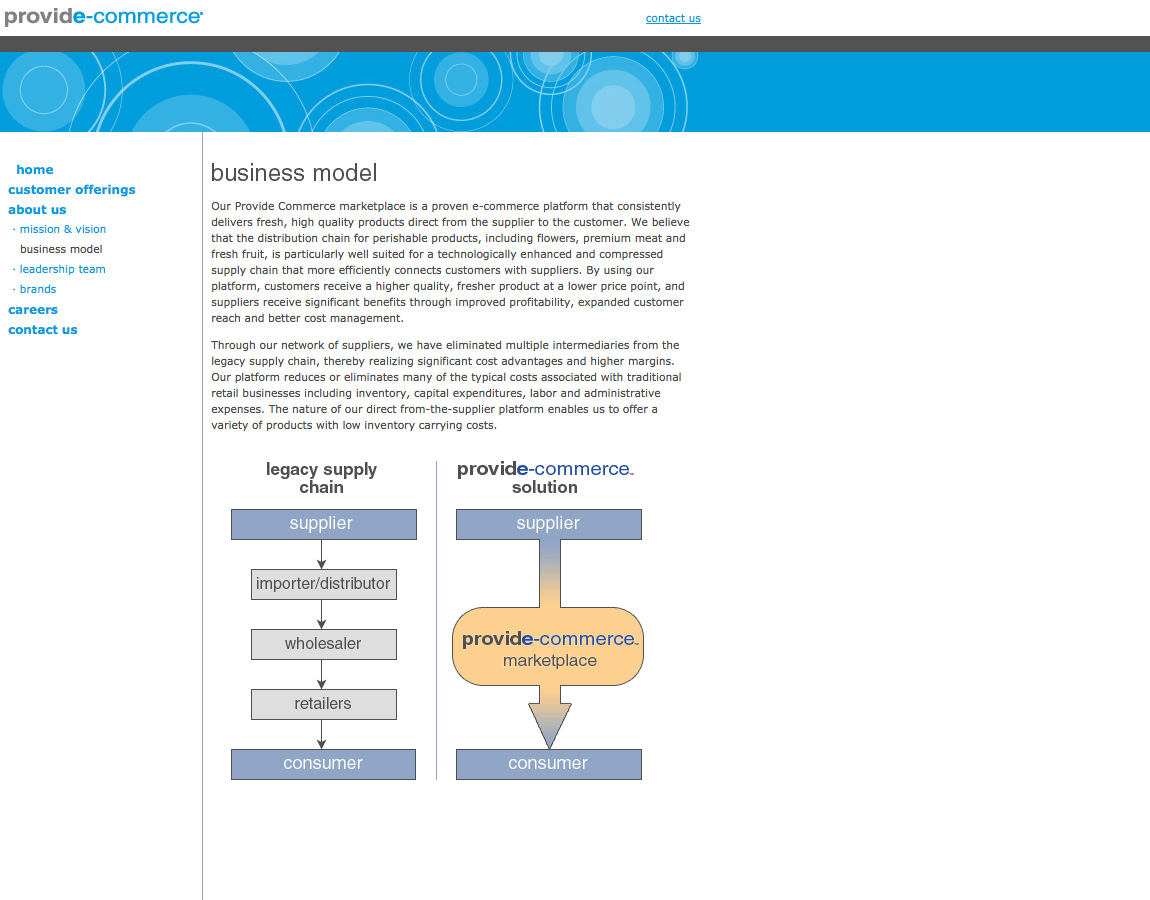 provide-commerce
contact us
home
customer offerings
about us
· mission & vision
business model
· leadership team
· brands
careers
contact us
business model
Our Provide Commerce marketplace is a proven e-commerce platform that consistently
delivers fresh, high quality products direct from the supplier to the customer. We believe
that the distribution chain for perishable products, including flowers, premium meat and
fresh fruit, is particularly well suited for a technologically enhanced and compressed
supply chain that more efficiently connects customers with suppliers. By using our
platform, customers receive a higher quality, fresher product at a lower price point, and
suppliers receive significant benefits through improved profitability, expanded customer
reach and better cost management.
Through our network of suppliers, we have eliminated multiple intermediaries from the
legacy supply chain, thereby realizing significant cost advantages and higher margins.
Our platform reduces or eliminates many of the typical costs associated with traditional
retail businesses including inventory, capital expenditures, labor and administrative
expenses. The nature of our direct from-the-supplier platform enables us to offer a
variety of products with low inventory carrying costs.
legacy supply
chain
supplier
importer/distributor
wholesaler
retailers
consumer
provide-commerce™
solution
supplier
provide-commerce™
marketplace
consumer